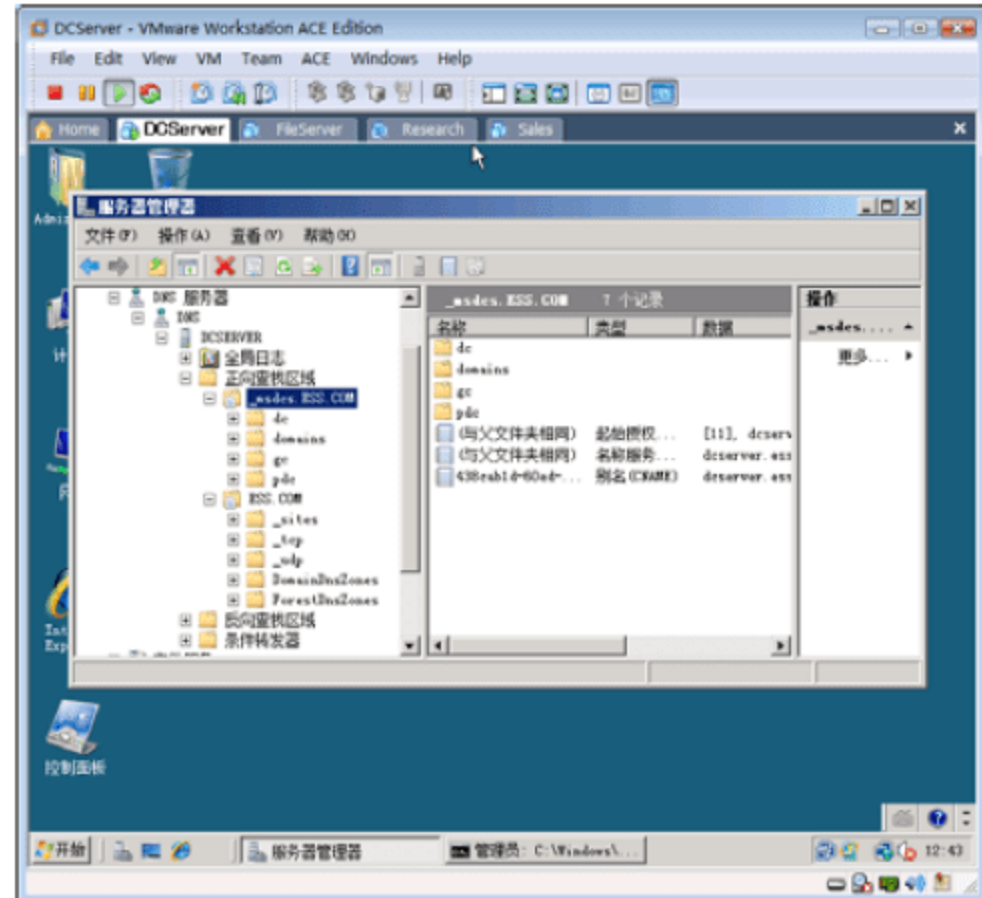 DCServer - VMware Workstation ACE Edition
File Edit View VM Team ACE Windows Help
Home DCServer FileServer Research Sales
服务器管理器
文件(F) 操作(A) 查看(V) 帮助(H)
DNS 服务器
DNS
DCSERVER
全局日志
正向查找区域
_msdcs.ESS.COM
dc
domains
gc
pdc
ESS.COM
_sites
_tcp
_udp
DomainDnsZones
ForestDnsZones
反向查找区域
条件转发器
_msdcs.ESS.COM 7 个记录
名称 类型 数据
dc
domains
gc
pdc
(与父文件夹相同) 起始授权... [11], dcserv
(与父文件夹相同) 名称服务... dcserver.ess
别名(CNAME) dcserver.ess
操作
_msdcs....
更多...
控制面板
开始 服务器管理器 管理员: C:\Windows\... 12:43